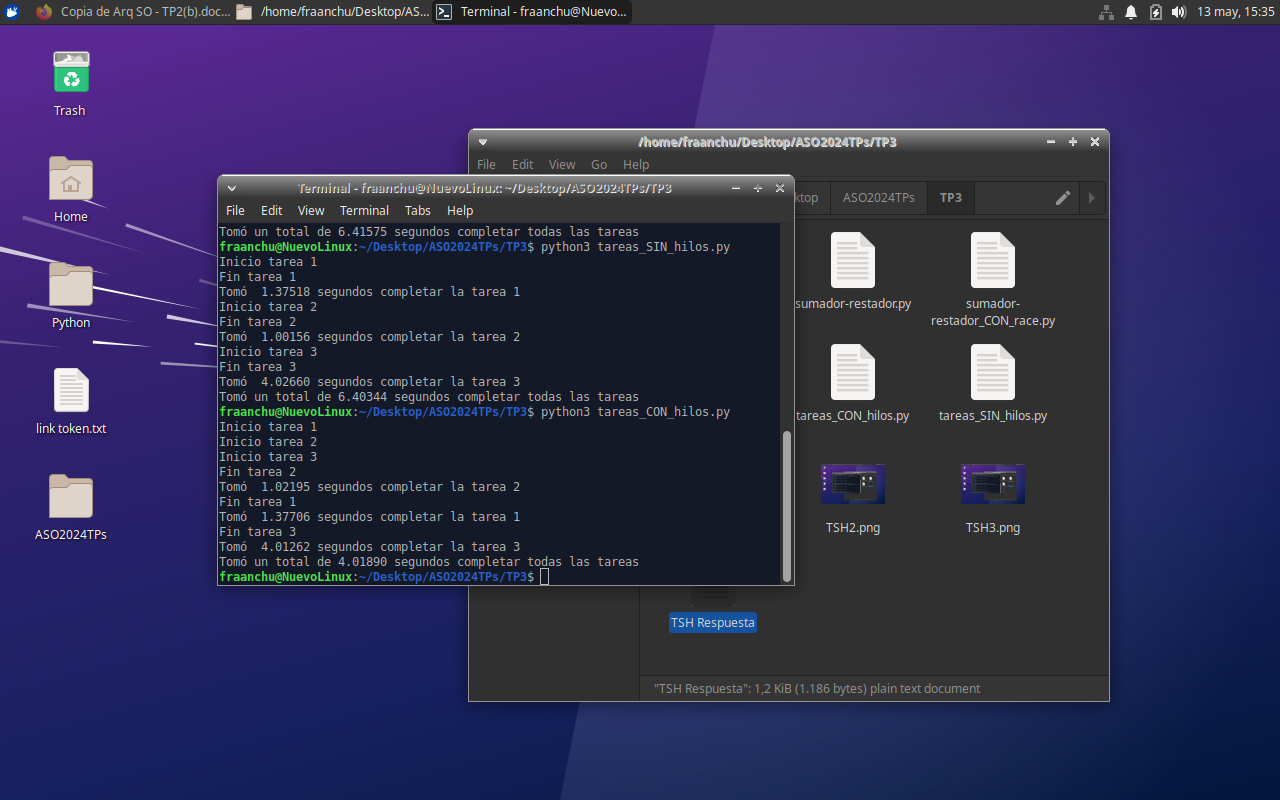 Copia de Arq SO - TP2(b).doc...
/home/fraanchu/Desktop/AS...
Terminal - fraanchu@Nuevo...
13 may, 15:35
Trash
Home
Python
link token.txt
ASO2024TPs
/home/fraanchu/Desktop/ASO2024TPs/TP3
File Edit View Go Help
ktop ASO2024TPs TP3
sumador-restador.py
sumador-
restador_CON_race.py
tareas_CON_hilos.py
tareas_SIN_hilos.py
TSH2.png
TSH3.png
TSH Respuesta
"TSH Respuesta": 1,2 KiB (1.186 bytes) plain text document
Terminal - fraanchu@NuevoLinux: ~/Desktop/ASO2024TPs/TP3
File Edit View Terminal Tabs Help
Tomó un total de 6.41575 segundos completar todas las tareas
fraanchu@NuevoLinux:~/Desktop/ASO2024TPs/TP3$ python3 tareas_SIN_hilos.py
Inicio tarea 1
Fin tarea 1
Tomó  1.37518 segundos completar la tarea 1
Inicio tarea 2
Fin tarea 2
Tomó  1.00156 segundos completar la tarea 2
Inicio tarea 3
Fin tarea 3
Tomó  4.02660 segundos completar la tarea 3
Tomó un total de 6.40344 segundos completar todas las tareas
fraanchu@NuevoLinux:~/Desktop/ASO2024TPs/TP3$ python3 tareas_CON_hilos.py
Inicio tarea 1
Inicio tarea 2
Inicio tarea 3
Fin tarea 2
Tomó  1.02195 segundos completar la tarea 2
Fin tarea 1
Tomó  1.37706 segundos completar la tarea 1
Fin tarea 3
Tomó  4.01262 segundos completar la tarea 3
Tomó un total de 4.01890 segundos completar todas las tareas
fraanchu@NuevoLinux:~/Desktop/ASO2024TPs/TP3$